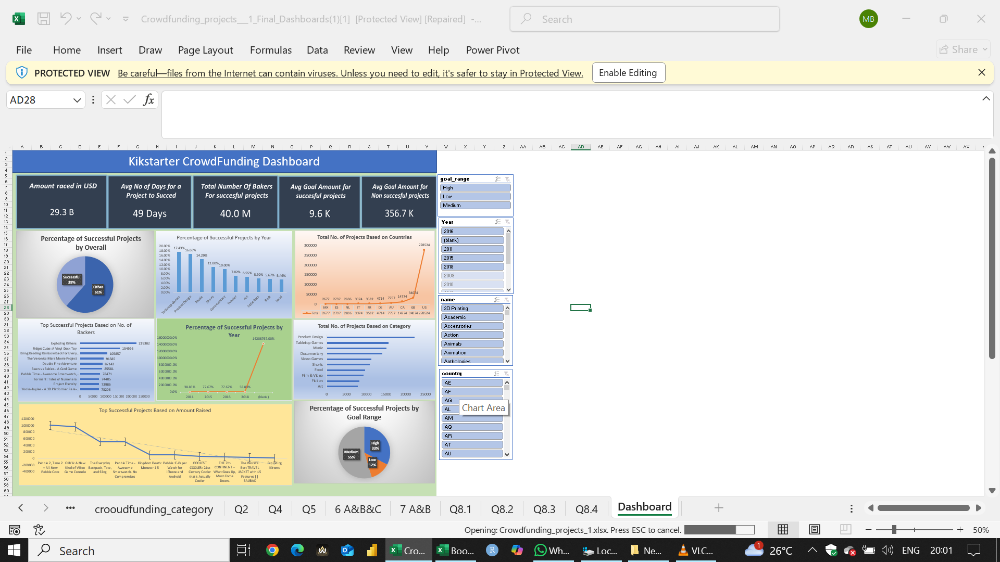 Crowdfunding_projects___1_Final_Dashboards(1)[1] [Protected View] [Repaired] -...
Search
MB
File Home Insert Draw Page Layout Formulas Data Review View Help Power Pivot
Share
PROTECTED VIEW Be careful—files from the Internet can contain viruses. Unless you need to edit, it's safer to stay in Protected View. Enable Editing
AD28
fx
A B C D E F G H I J K L M N O P Q R S T U V W X Y Z AA AB AC AD AE AF AG AH AI AJ AK AL AM AN AO AP AQ AR AS AT AU AV AW AX
Kikstarter CrowdFunding Dashboard
Amount raced in USD
29.3 B
Avg No of Days for a
Project to Succed
49 Days
Total Number Of Bakers
For succesful projects
40.0 M
Avg Goal Amount for
succesful projects
9.6 K
Avg Goal Amount for
Non succesful projects
356.7 K
Percentage of Successful Projects
by Overall
Successful
39%
Other
61%
Percentage of Successful Projects by Year
20.00%
18.00%
16.00%
14.00%
12.00%
10.00%
8.00%
6.00%
4.00%
2.00%
0.00%
17.43% 16.66% 14.29% 11.00% 10.00% 7.02% 6.55% 5.92% 5.67% 5.46%
Tabletop Games Product Design Music Shorts Documentary Theater Art Indie Rock Rock Food
Total No. of Projects Based on Countries
300000
250000
200000
150000
100000
50000
0
2677 2737 2836 3374 3532 4714 7757 14774 34074 278524
MX ES NL IT FR DE AU CA GB US
Total 2677 2737 2836 3374 3532 4714 7757 14774 34074 278524
Top Successful Projects Based on No. of
Backers
Exploding Kittens 219382
Fidget Cube: A Vinyl Desk Toy 154926
Bring Reading Rainbow Back for Every... 105857
The Veronica Mars Movie Project 91585
Double Fine Adventure 87142
Bears vs Babies - A Card Game 85581
Pebble Time - Awesome Smartwatch,... 78471
Torment: Tides of Numenera 74405
Project Eternity 73986
Yooka-Laylee - A 3D Platformer Rare-... 73206
0 50000 100000 150000 200000 250000
Percentage of Successful Projects by
Year
16000000.0%
14000000.0%
12000000.0%
10000000.0%
8000000.0%
6000000.0%
4000000.0%
2000000.0%
0.0%
38.83% 77.67% 77.67% 38.83% 14208767.00%
2011 2015 2016 2018 (blank)
Total No. of Projects Based on Category
Product Design
Tabletop Games
Music
Documentary
Video Games
Shorts
Food
Film & Video
Fiction
Art
0 5000 10000 15000 20000 25000
Top Successful Projects Based on Amount Raised
1200000
1000000
800000
600000
400000
200000
0
-200000
-400000
Pebble 2, Time 2
+ All-New
Pebble Core
OUYA: A New
Kind of Video
Game Console
The Everyday
Backpack, Tote,
and Sling
Pebble Time -
Awesome
Smartwatch, No
Compromises
Kingdom Death:
Monster 1.5
Pebble: E-Paper
Watch for
iPhone and
Android
COOLEST
COOLER: 21st
Century Cooler
that's Actually
Cooler
THE 7th
CONTINENT –
What Goes Up,
Must Come
Down.
The World's
Best TRAVEL
JACKET with 15
Features ||
BAUBAX
Exploding
Kittens
Percentage of Successful Projects by
Goal Range
High
33%
Low
12%
Medium
55%
goal_range
High
Low
Medium
Year
2016
(blank)
2011
2015
2018
2009
2010
name
3D Printing
Academic
Accessories
Action
Animals
Animation
Anthologies
country
AE
AF
AG
AL
AM
AQ
AR
AT
AU
Chart Area
crooudfunding_category Q2 Q4 Q5 6 A&B&C 7 A&B Q8.1 Q8.2 Q8.3 Q8.4 Dashboard
Opening: Crowdfunding_projects_1.xlsx. Press ESC to cancel.
50%
Search
Cro...
Boo...
Wh...
Loc...
Ne...
VLC...
1
26°C
ENG
20:01